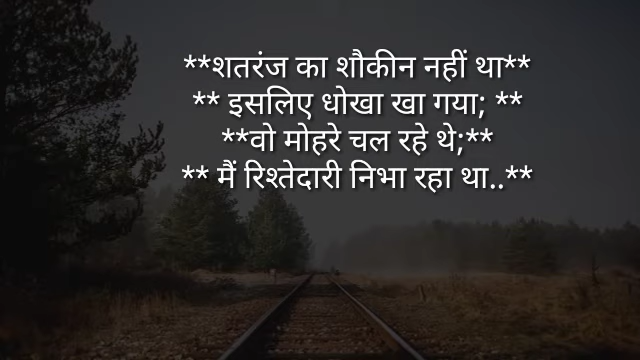 **शतरंज का शौकीन नहीं था**
** इसलिए धोखा खा गया; **
**वो मोहरे चल रहे थे;**
** मैं रिश्तेदारी निभा रहा था..**